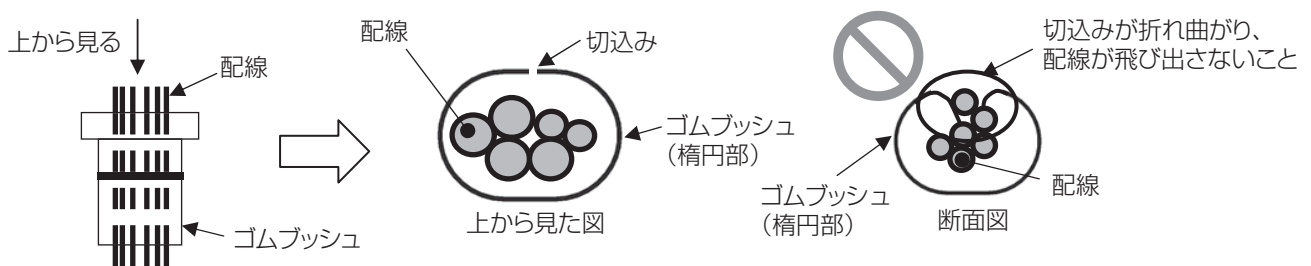 上から見る
配線
ゴムブッシュ
配線
切込み
ゴムブッシュ
（楕円部）
上から見た図
切込みが折れ曲がり、
配線が飛び出さないこと
ゴムブッシュ
（楕円部）
配線
断面図